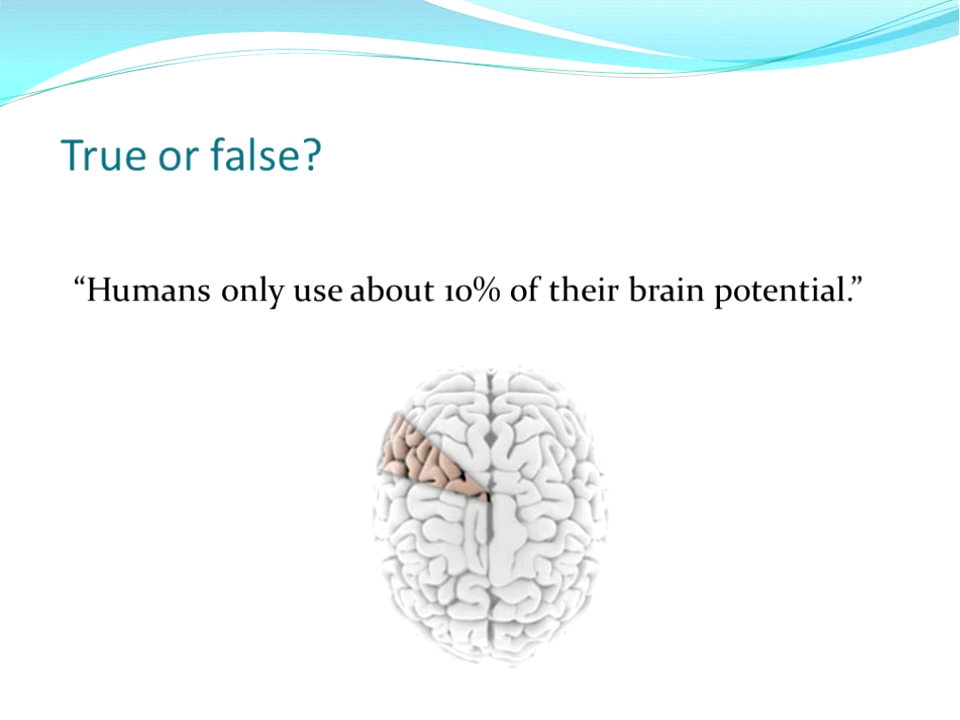 True or false?
“Humans only use about 10% of their brain potential.”